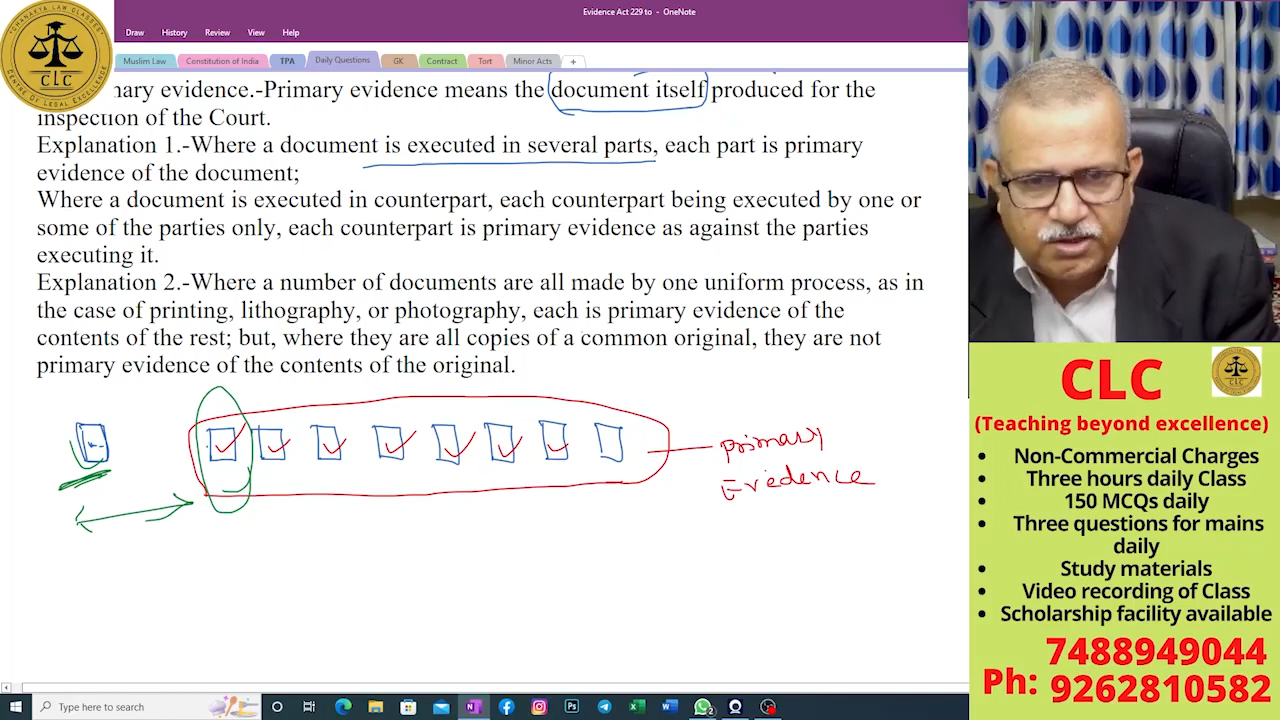 Evidence Act 229 to - OneNote
Draw History Review View Help
Muslim Law Constitution of India TPA Daily Questions GK Contract Tort Minor Acts +
CHANAKYA LAW CLASSES
CLC
CENTRE OF LEGAL EXCELLENCE
mary evidence.-Primary evidence means the document itself produced for the
inspection of the Court.
Explanation 1.-Where a document is executed in several parts, each part is primary
evidence of the document;
Where a document is executed in counterpart, each counterpart being executed by one or
some of the parties only, each counterpart is primary evidence as against the parties
executing it.
Explanation 2.-Where a number of documents are all made by one uniform process, as in
the case of printing, lithography, or photography, each is primary evidence of the
contents of the rest; but, where they are all copies of a common original, they are not
primary evidence of the contents of the original.
primary
Evidence
CLC
(Teaching beyond excellence)
• Non-Commercial Charges
• Three hours daily Class
• 150 MCQs daily
• Three questions for mains
daily
• Study materials
• Video recording of Class
• Scholarship facility available
7488949044
Ph: 9262810582
Type here to search